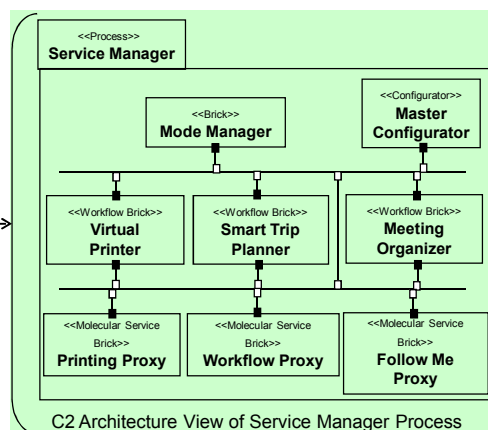 <<Process>>
Service Manager
<<Brick>>
Mode Manager
<<Configurator>>
Master
Configurator
<<Workflow Brick>>
Virtual
Printer
<<Workflow Brick>>
Smart Trip
Planner
<<Workflow Brick>>
Meeting
Organizer
<<Molecular Service
Brick>>
Printing Proxy
<<Molecular Service
Brick>>
Workflow Proxy
<<Molecular Service
Brick>>
Follow Me
Proxy
C2 Architecture View of Service Manager Process